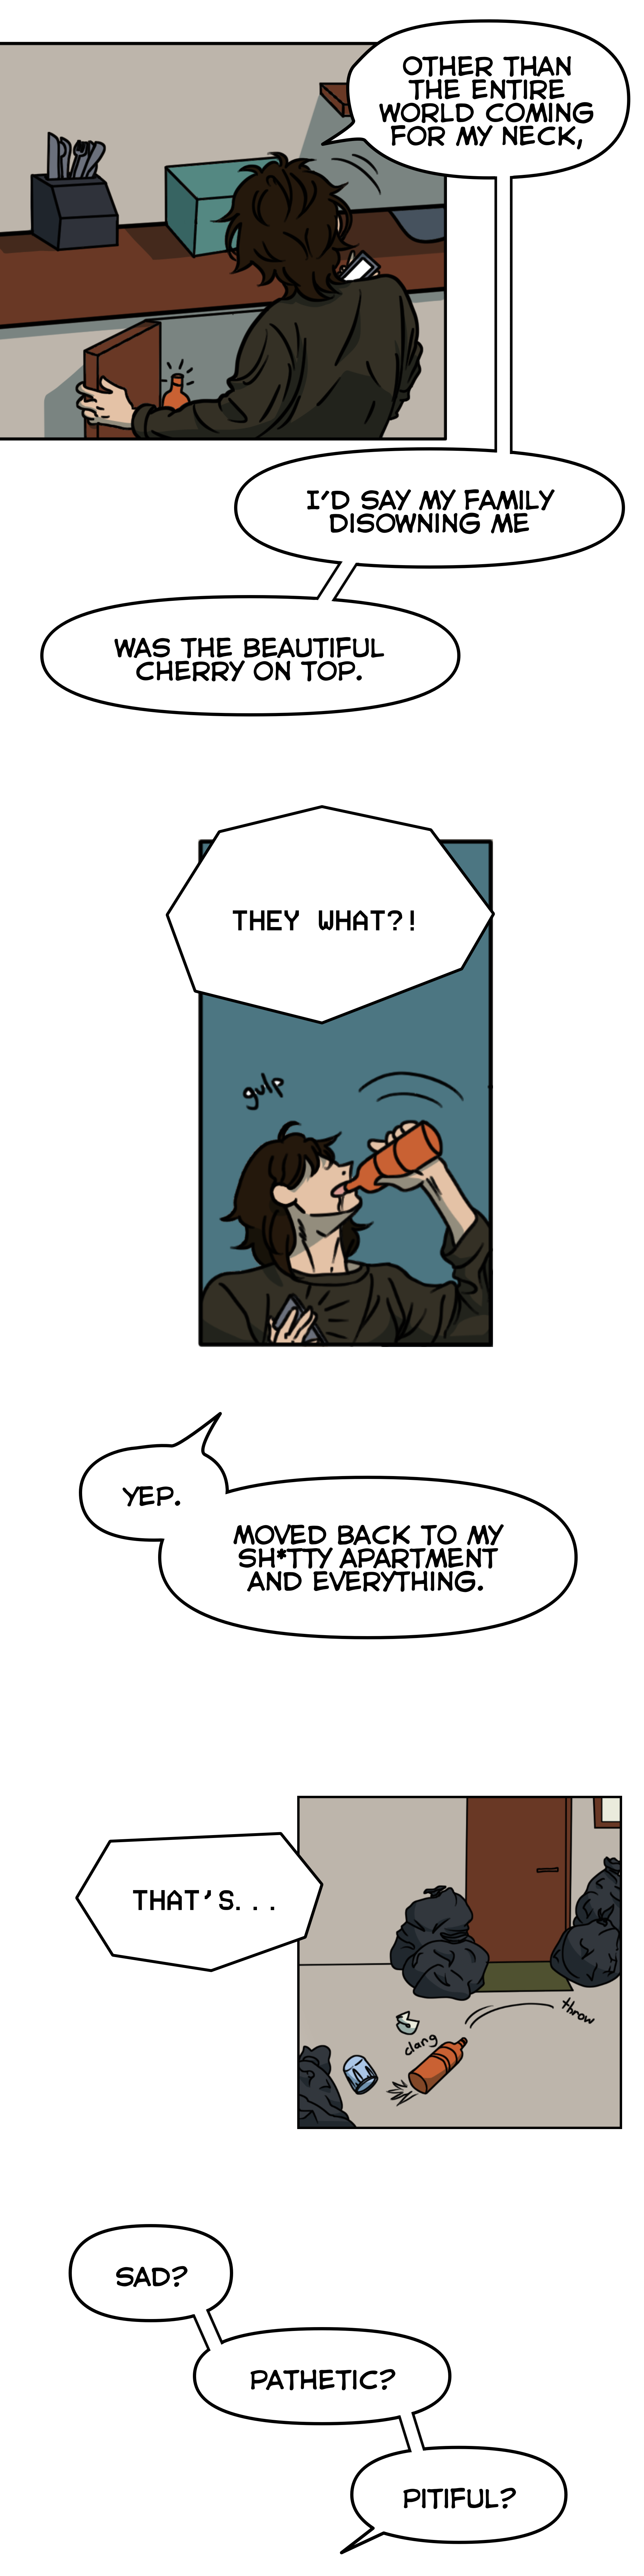 OTHER THAN
THE ENTIRE
WORLD COMING
FOR MY NECK,
I'D SAY MY FAMILY
DISOWNING ME
WAS THE BEAUTIFUL
CHERRY ON TOP.
THEY WHAT?!
gulp
YEP.
MOVED BACK TO MY
SH*TTY APARTMENT
AND EVERYTHING.
THAT'S...
throw
clang
SAD?
PATHETIC?
PITIFUL?